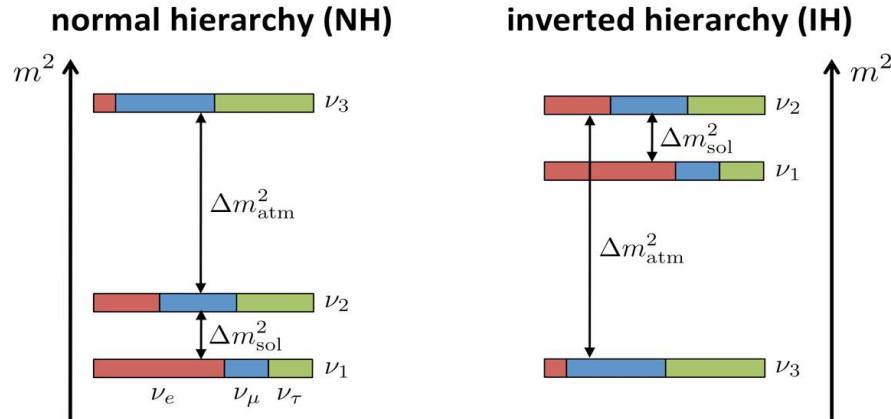 normal hierarchy (NH)
m²
ν₃
Δm²atm
ν₂
Δm²sol
ν₁
νe νμ ντ
inverted hierarchy (IH)
m²
ν₂
Δm²sol
ν₁
Δm²atm
ν₃